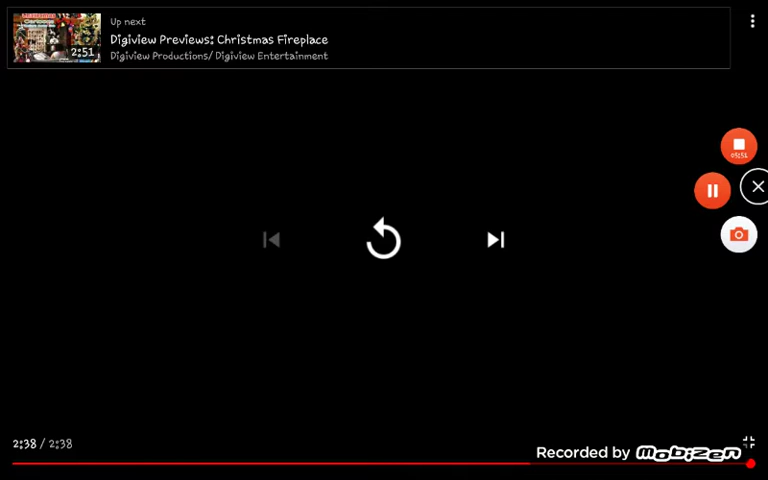 Up next
Digiview Previews: Christmas Fireplace
Digiview Productions/ Digiview Entertainment
2:51
2:38 / 2:38
Recorded by Mobizen